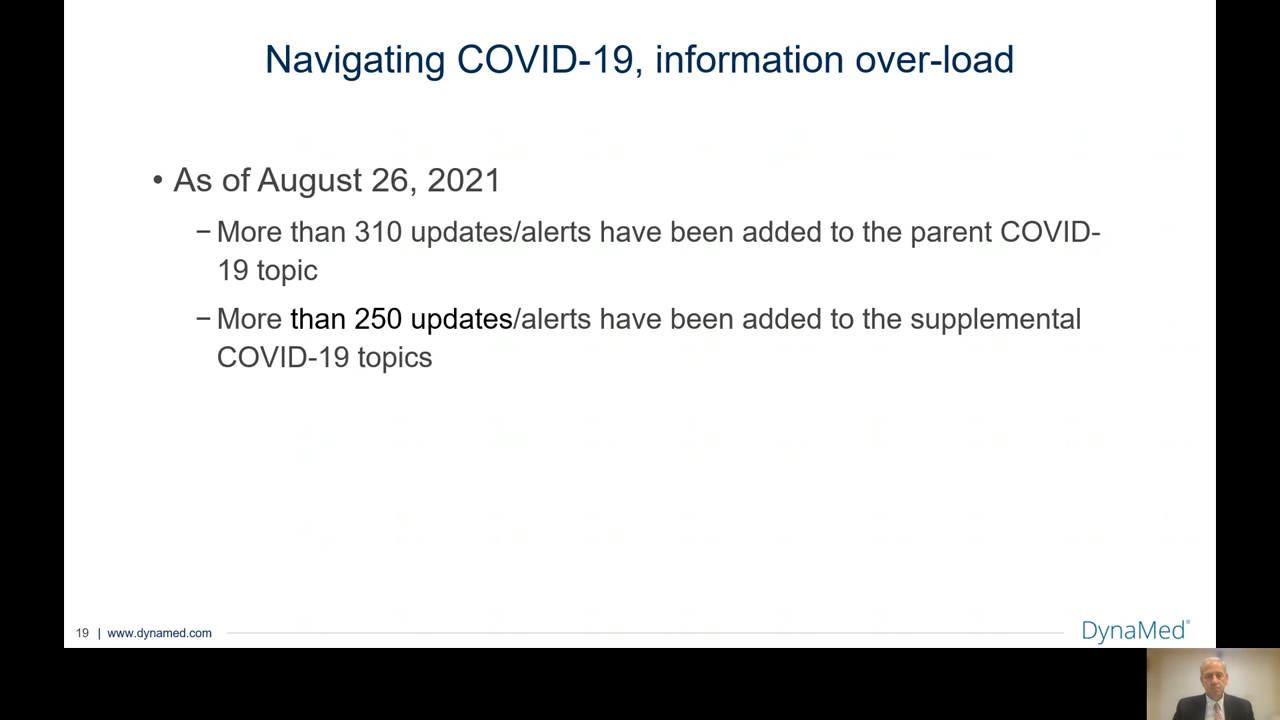 Navigating COVID-19, information over-load
• As of August 26, 2021
– More than 310 updates/alerts have been added to the parent COVID-
19 topic
– More than 250 updates/alerts have been added to the supplemental
COVID-19 topics
19 | www.dynamed.com
DynaMed®